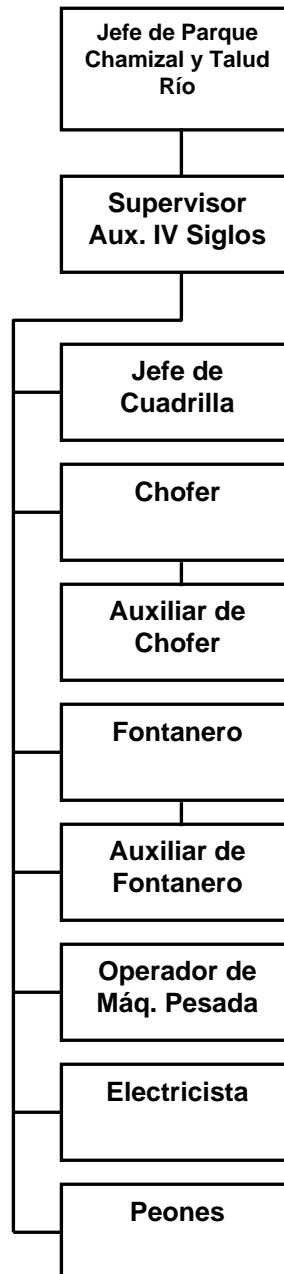 Jefe de Parque
Chamizal y Talud
Río
Supervisor
Aux. IV Siglos
Jefe de
Cuadrilla
Chofer
Auxiliar de
Chofer
Fontanero
Auxiliar de
Fontanero
Operador de
Máq. Pesada
Electricista
Peones